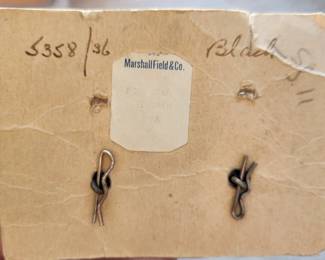 5358/36 Black
Marshall Field & Co.